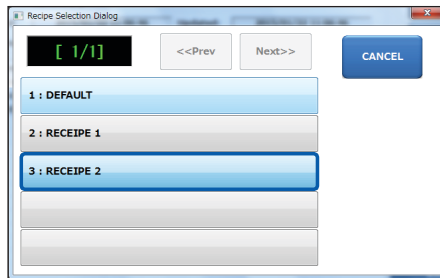 Recipe Selection Dialog
[ 1/1]
<<Prev
Next>>
CANCEL
1 : DEFAULT
2 : RECEIPE 1
3 : RECEIPE 2